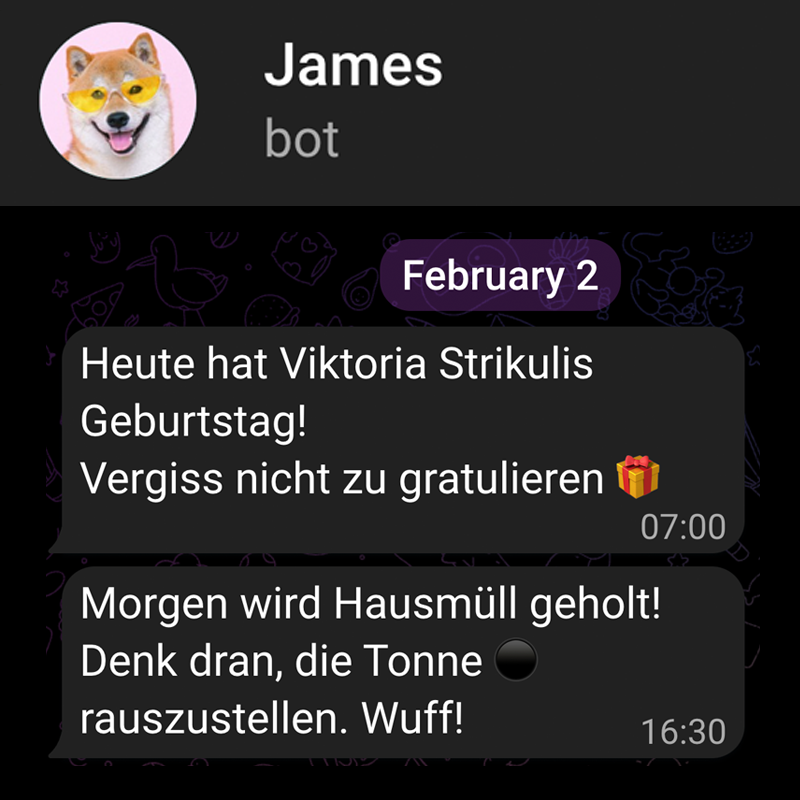 James
bot
February 2
Heute hat Viktoria Strikulis
Geburtstag!
Vergiss nicht zu gratulieren 🎁
07:00
Morgen wird Hausmüll geholt!
Denk dran, die Tonne ⚫
rauszustellen. Wuff!
16:30